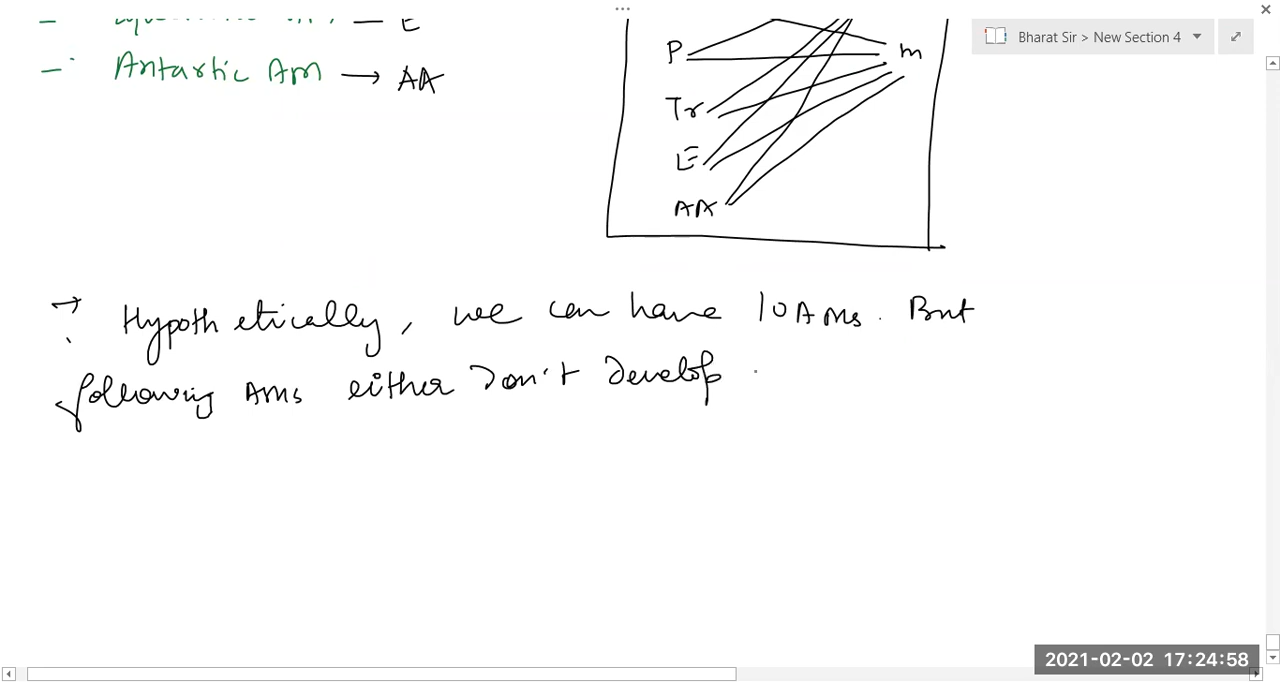 — E
P
m
Bharat Sir > New Section 4
- Antartic Am → AA
Tr
E
AA
→ Hypothetically, we can have 10 AMs. But
following AMs either Don't Develop
2021-02-02 17:24:58